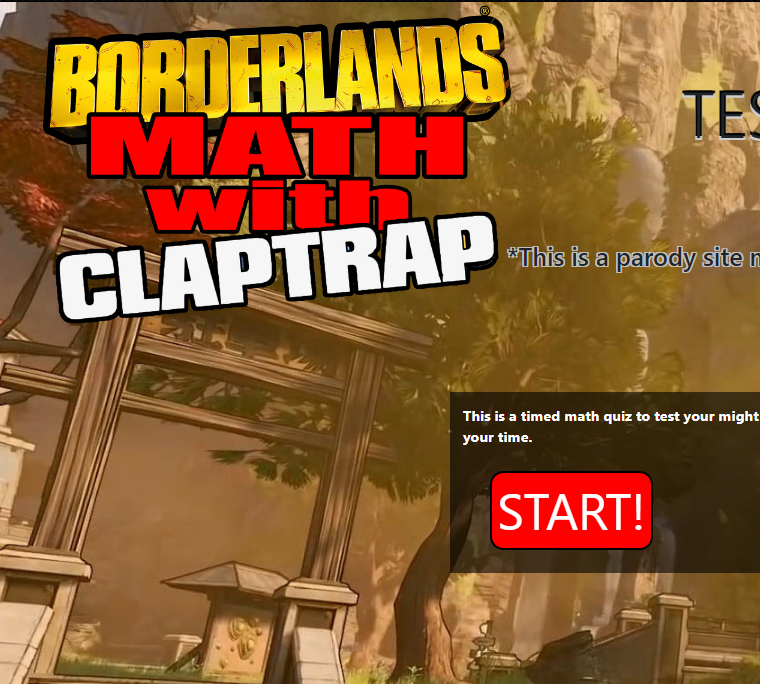 BORDERLANDS®
MATH
with
CLAPTRAP
TES
*This is a parody site n
This is a timed math quiz to test your might
your time.
START!